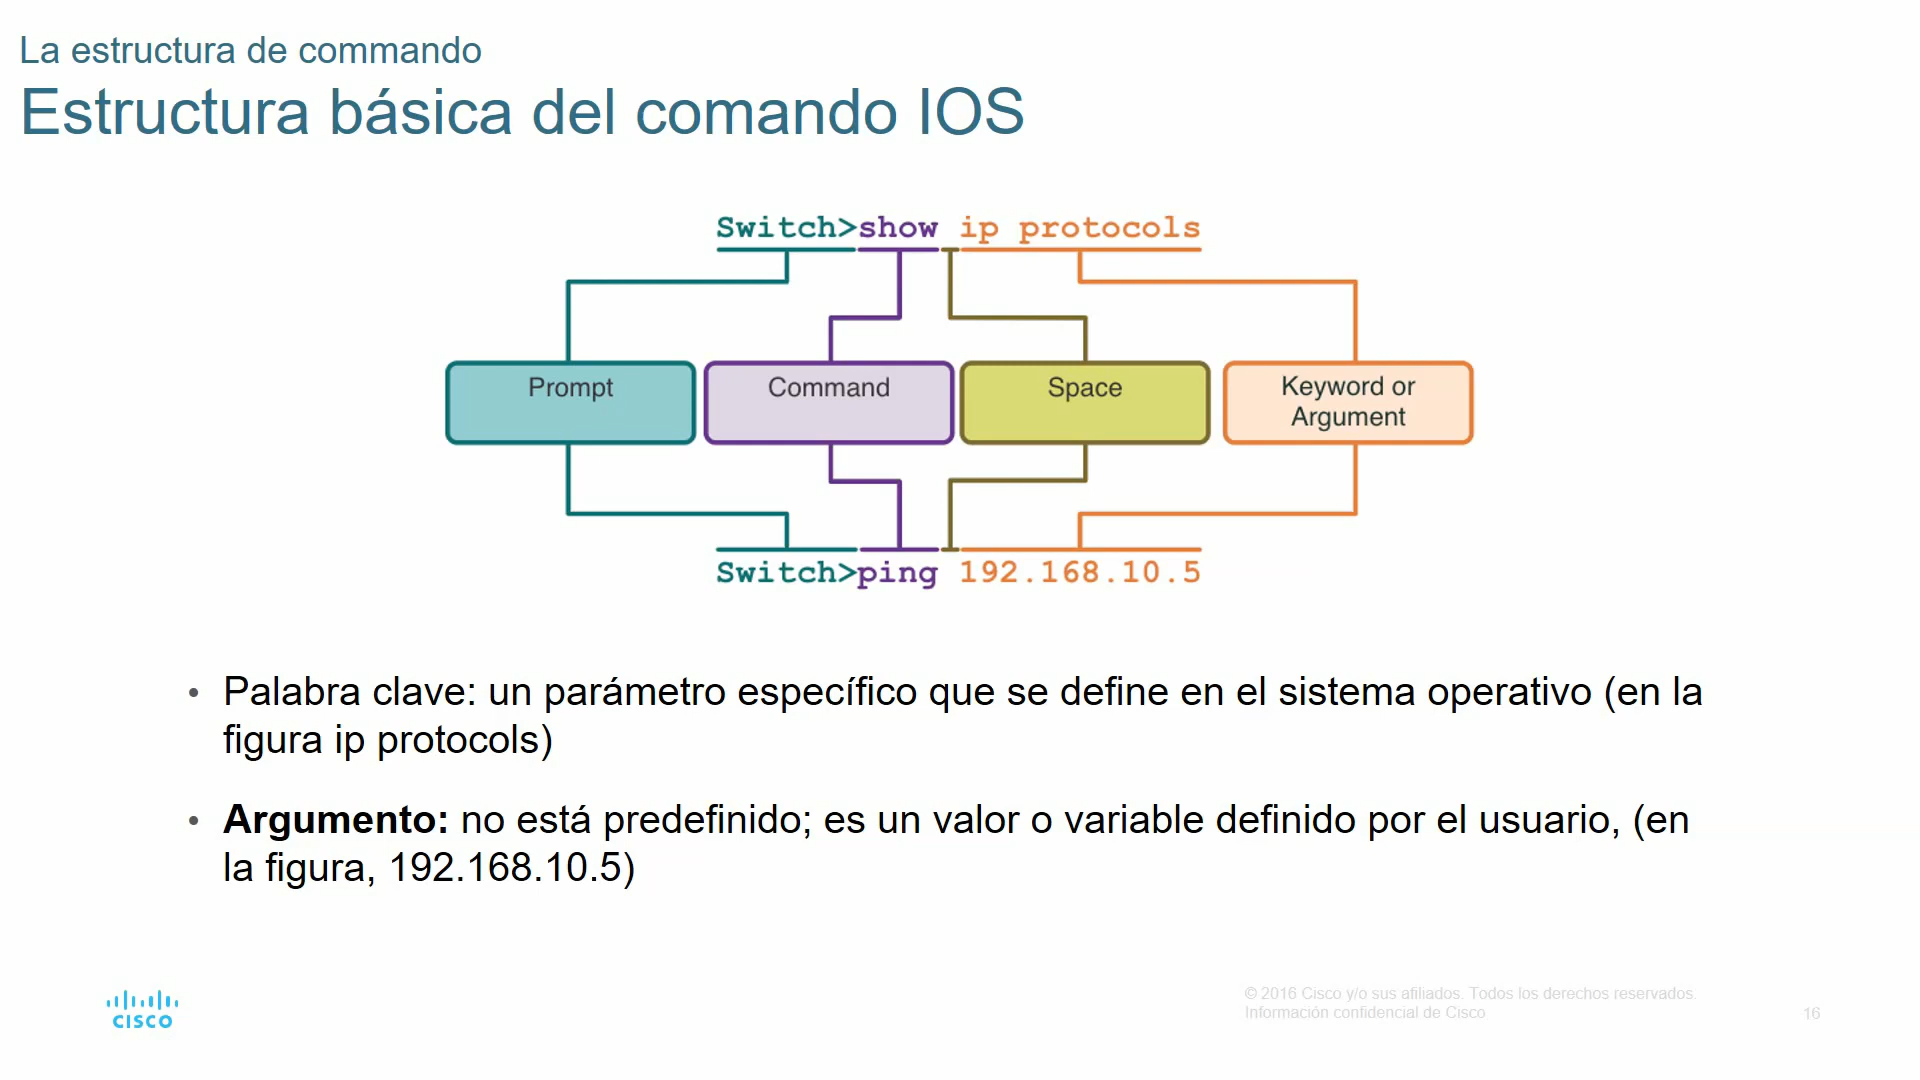 La estructura de commando
Estructura básica del comando IOS
Switch>show ip protocols
Prompt
Command
Space
Keyword or
Argument
Switch>ping 192.168.10.5
• Palabra clave: un parámetro específico que se define en el sistema operativo (en la
figura ip protocols)
• Argumento: no está predefinido; es un valor o variable definido por el usuario, (en
la figura, 192.168.10.5)
CISCO
© 2016 Cisco y/o sus afiliados. Todos los derechos reservados.
Información confidencial de Cisco
16